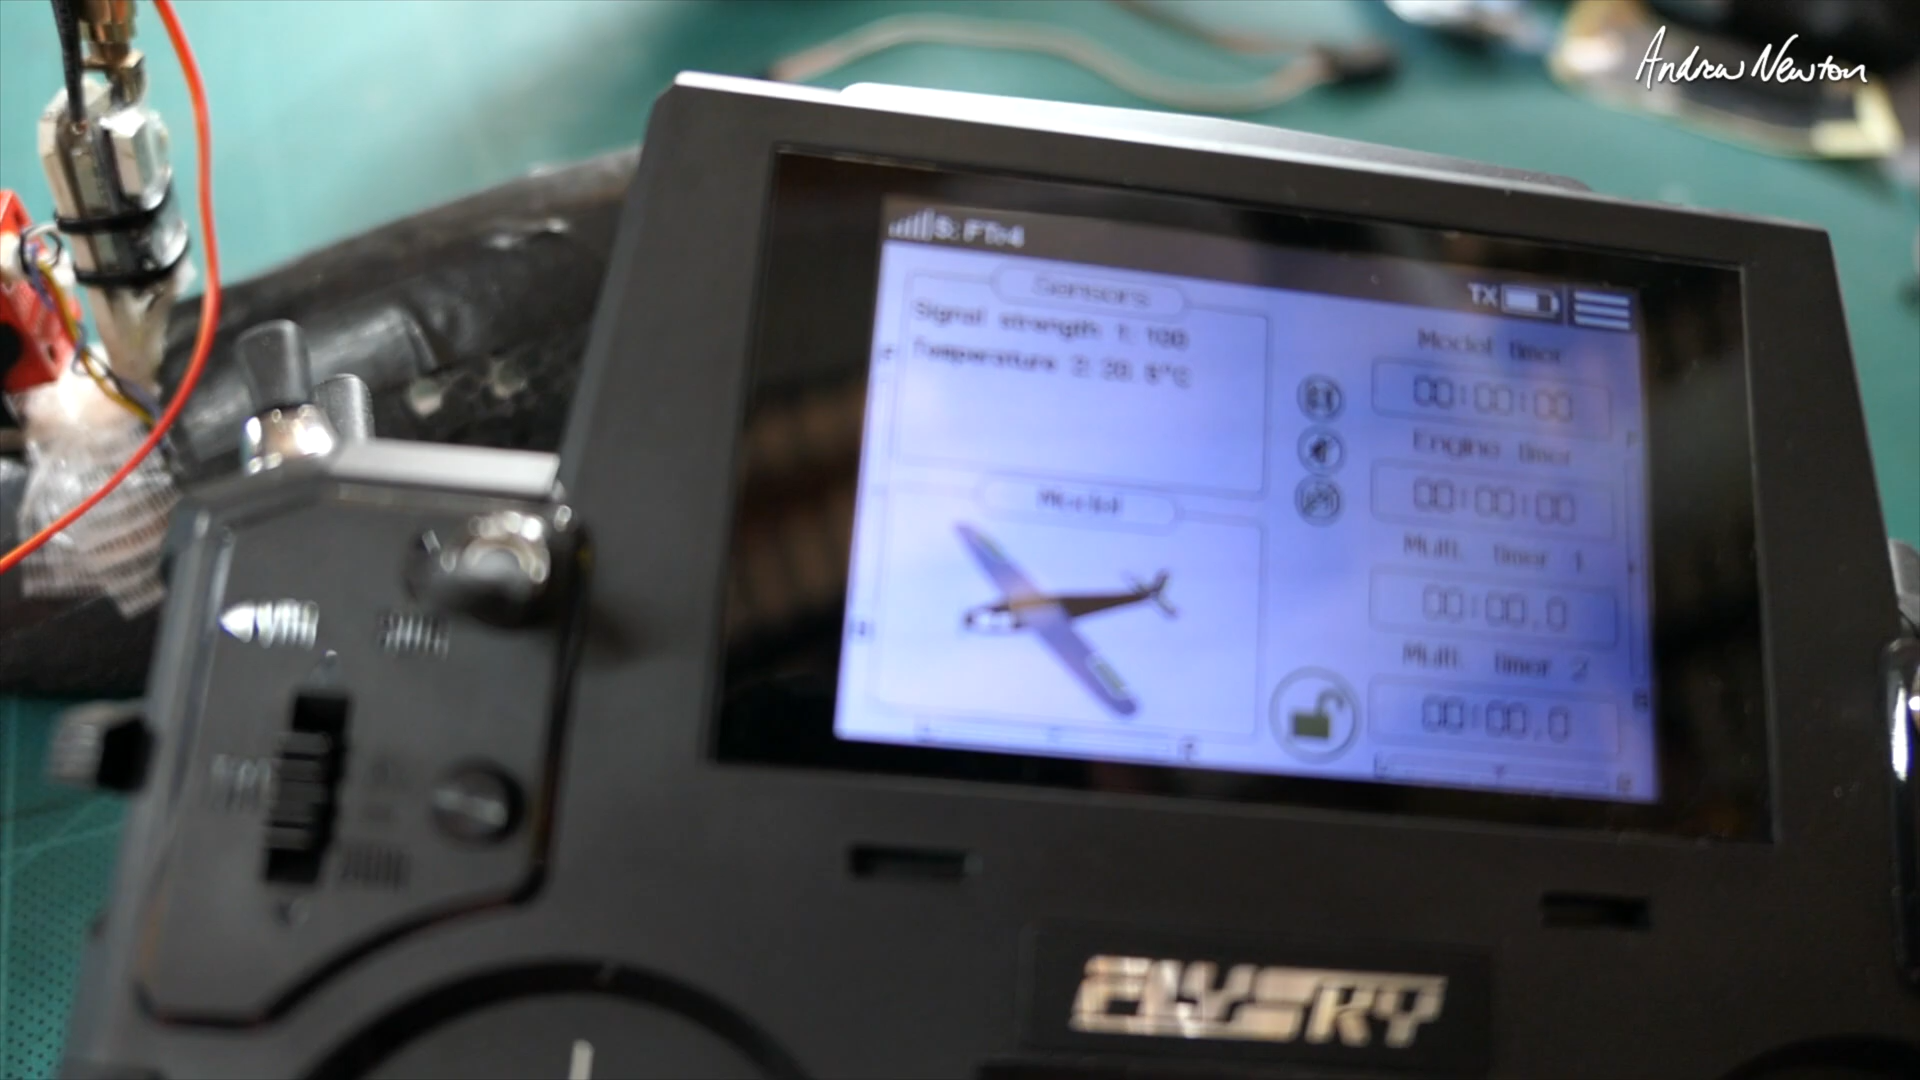 Andrew Newton
S: FTr4
TX
Sensors
Signal strength 1: 100
Temperature 2: 20.5°C
Model
Model timer
00:00:00
Engine timer
00:00:00
Multi. timer 1
00:00.0
Multi. timer 2
00:00.0
FLYSKY